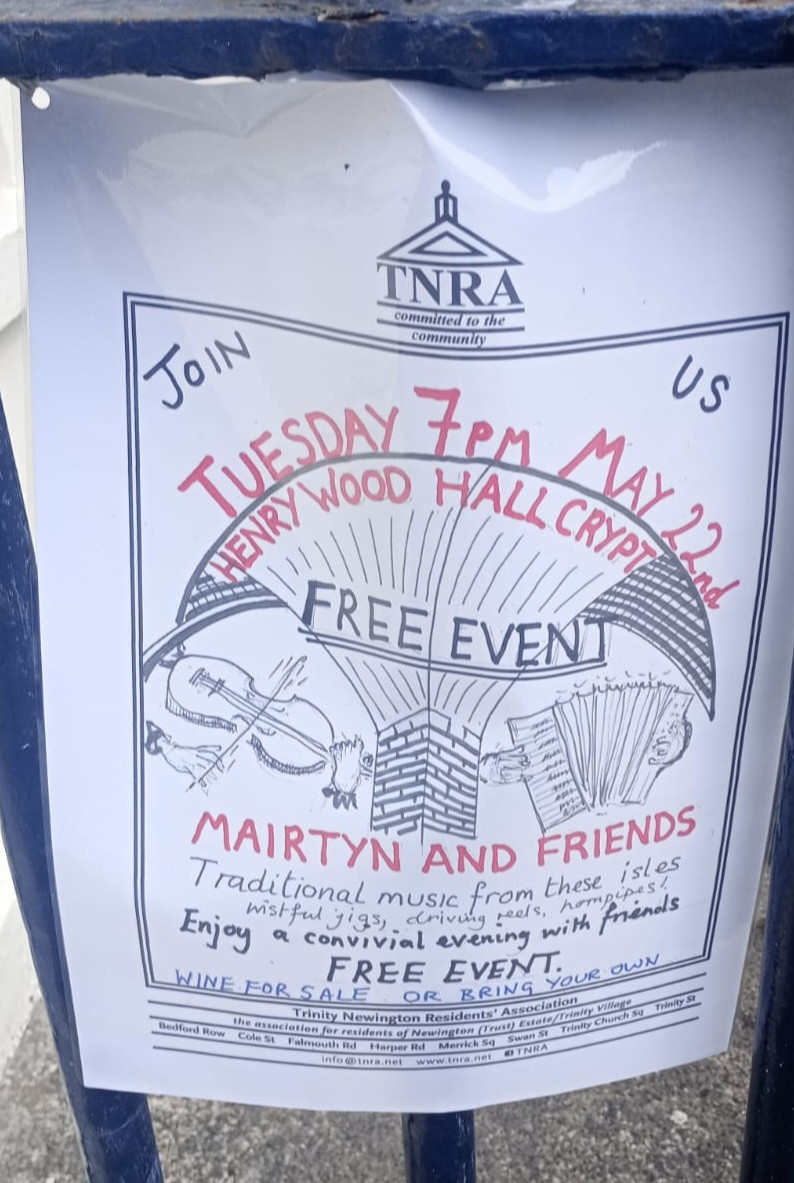 TNRA
committed to the
community
JOIN US
TUESDAY 7PM MAY 22nd
HENRY WOOD HALL CRYPT
FREE EVENT
MAIRTYN AND FRIENDS
Traditional music from these isles
wistful jigs, driving reels, hornpipes!
Enjoy a convivial evening with friends
FREE EVENT.
WINE FOR SALE OR BRING YOUR OWN
Trinity Newington Residents' Association
the association for residents of Newington (Trust) Estate/Trinity Village
Bedford Row Cole St Falmouth Rd Harper Rd Merrick Sq Swan St Trinity Church Sq Trinity St
info@tnra.net www.tnra.net TNRA